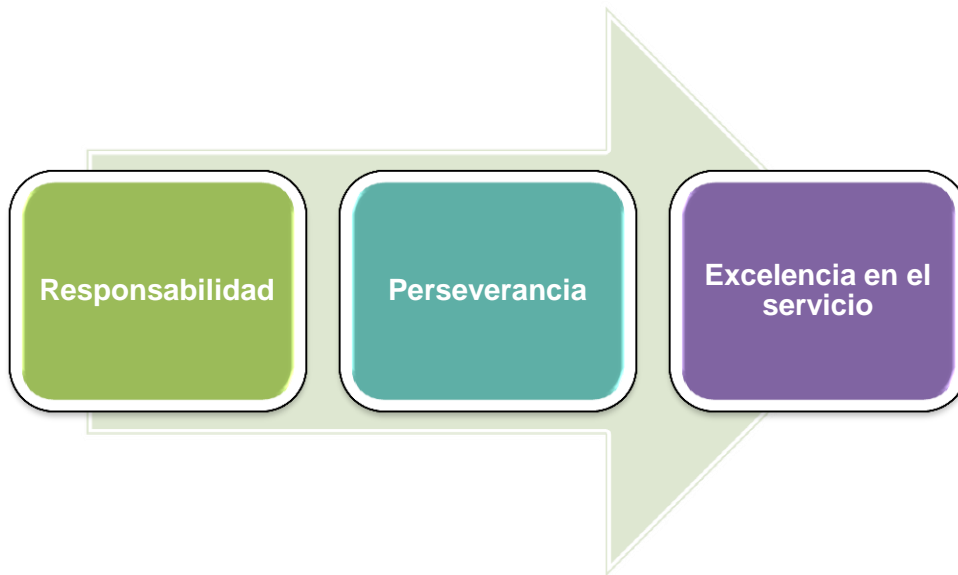 Responsabilidad
Perseverancia
Excelencia en el
servicio